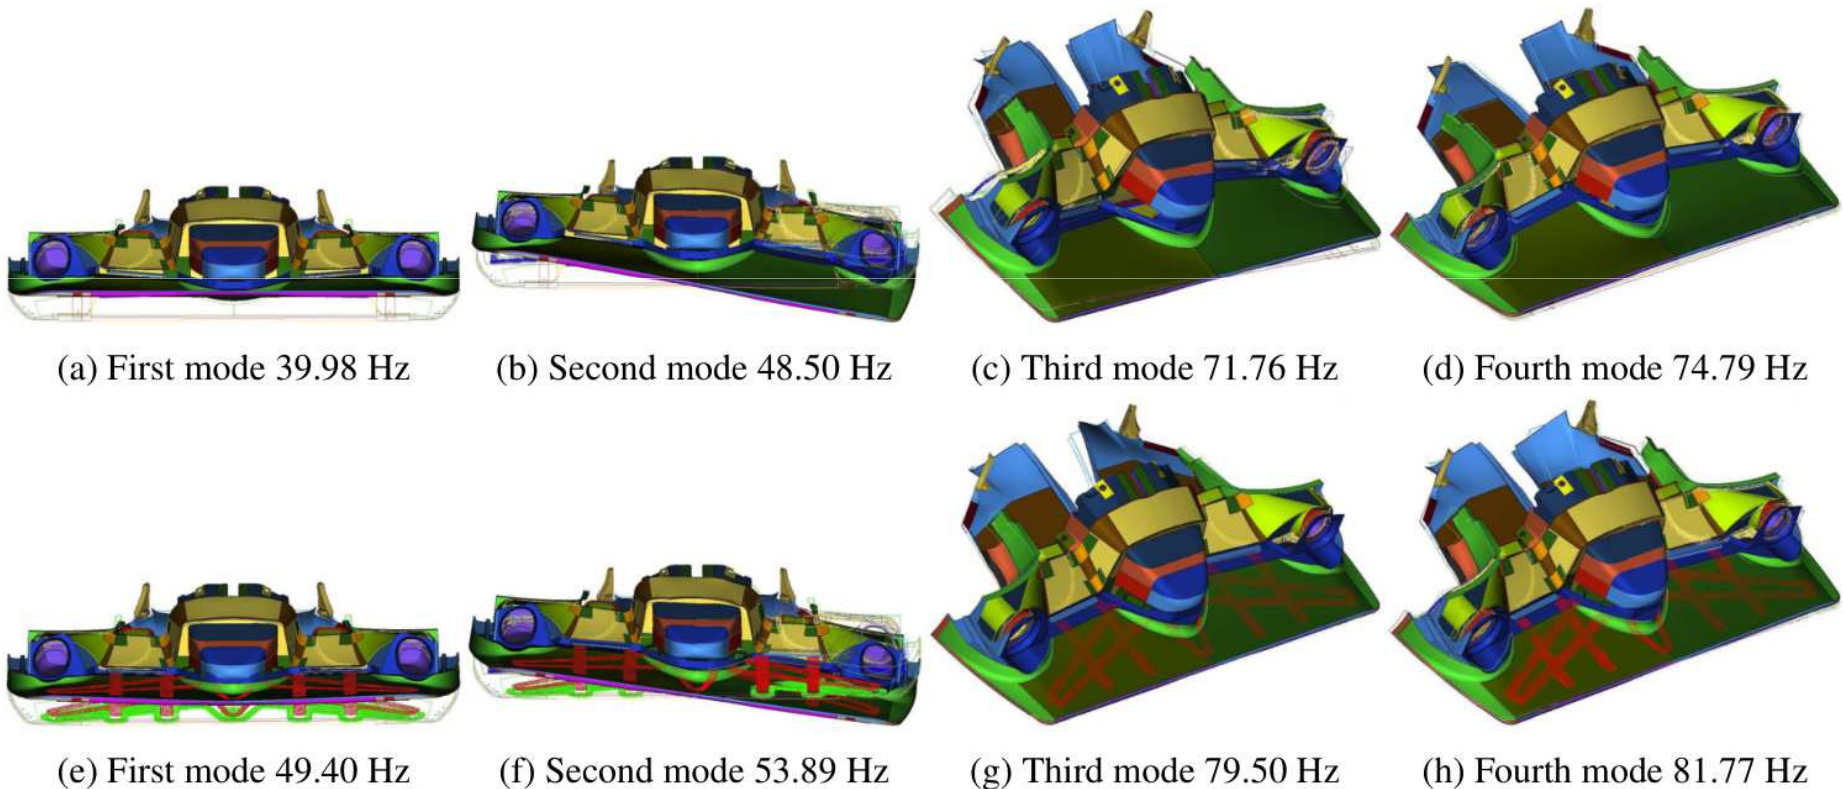 (a) First mode 39.98 Hz
(b) Second mode 48.50 Hz
(c) Third mode 71.76 Hz
(d) Fourth mode 74.79 Hz
(e) First mode 49.40 Hz
(f) Second mode 53.89 Hz
(g) Third mode 79.50 Hz
(h) Fourth mode 81.77 Hz